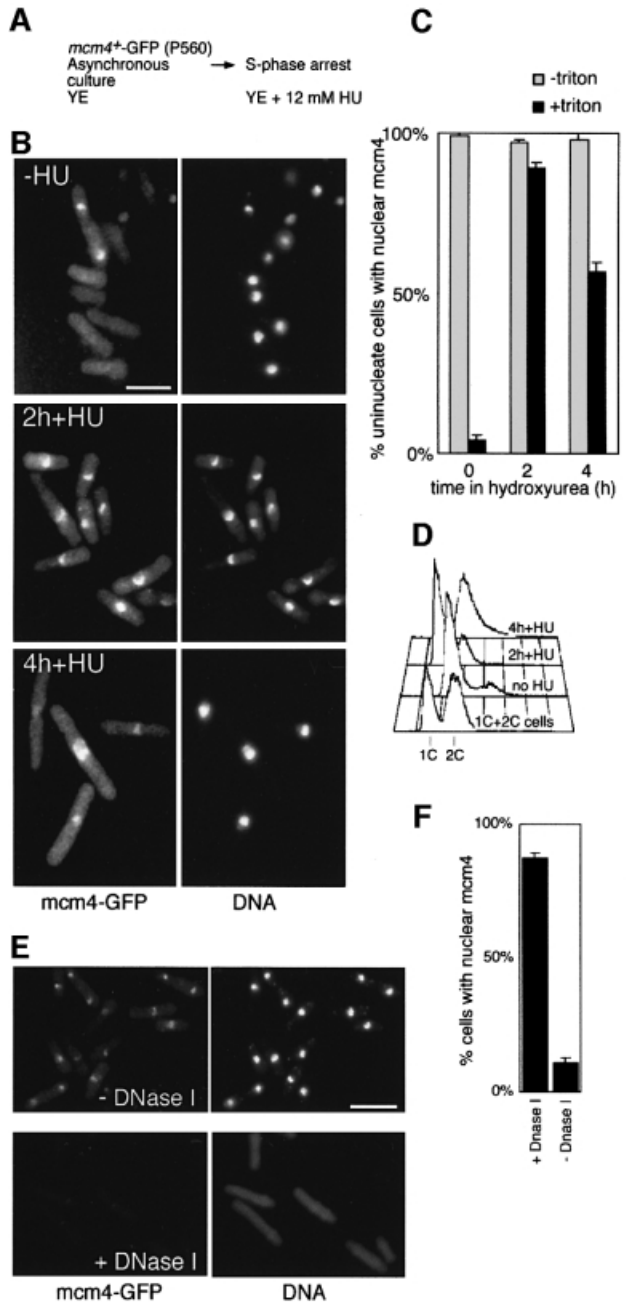 A
mcm4+-GFP (P560)
Asynchronous culture → S-phase arrest
YE YE + 12 mM HU
B
-HU
2h+HU
4h+HU
mcm4-GFP DNA
C
-triton
+triton
% uninucleate cells with nuclear mcm4
100%
50%
0%
0 2 4
time in hydroxyurea (h)
D
4h+HU
2h+HU
no HU
1C+2C cells
1C 2C
E
- DNase I
+ DNase I
mcm4-GFP DNA
F
% cells with nuclear mcm4
100%
50%
0%
+ Dnase I
- Dnase I